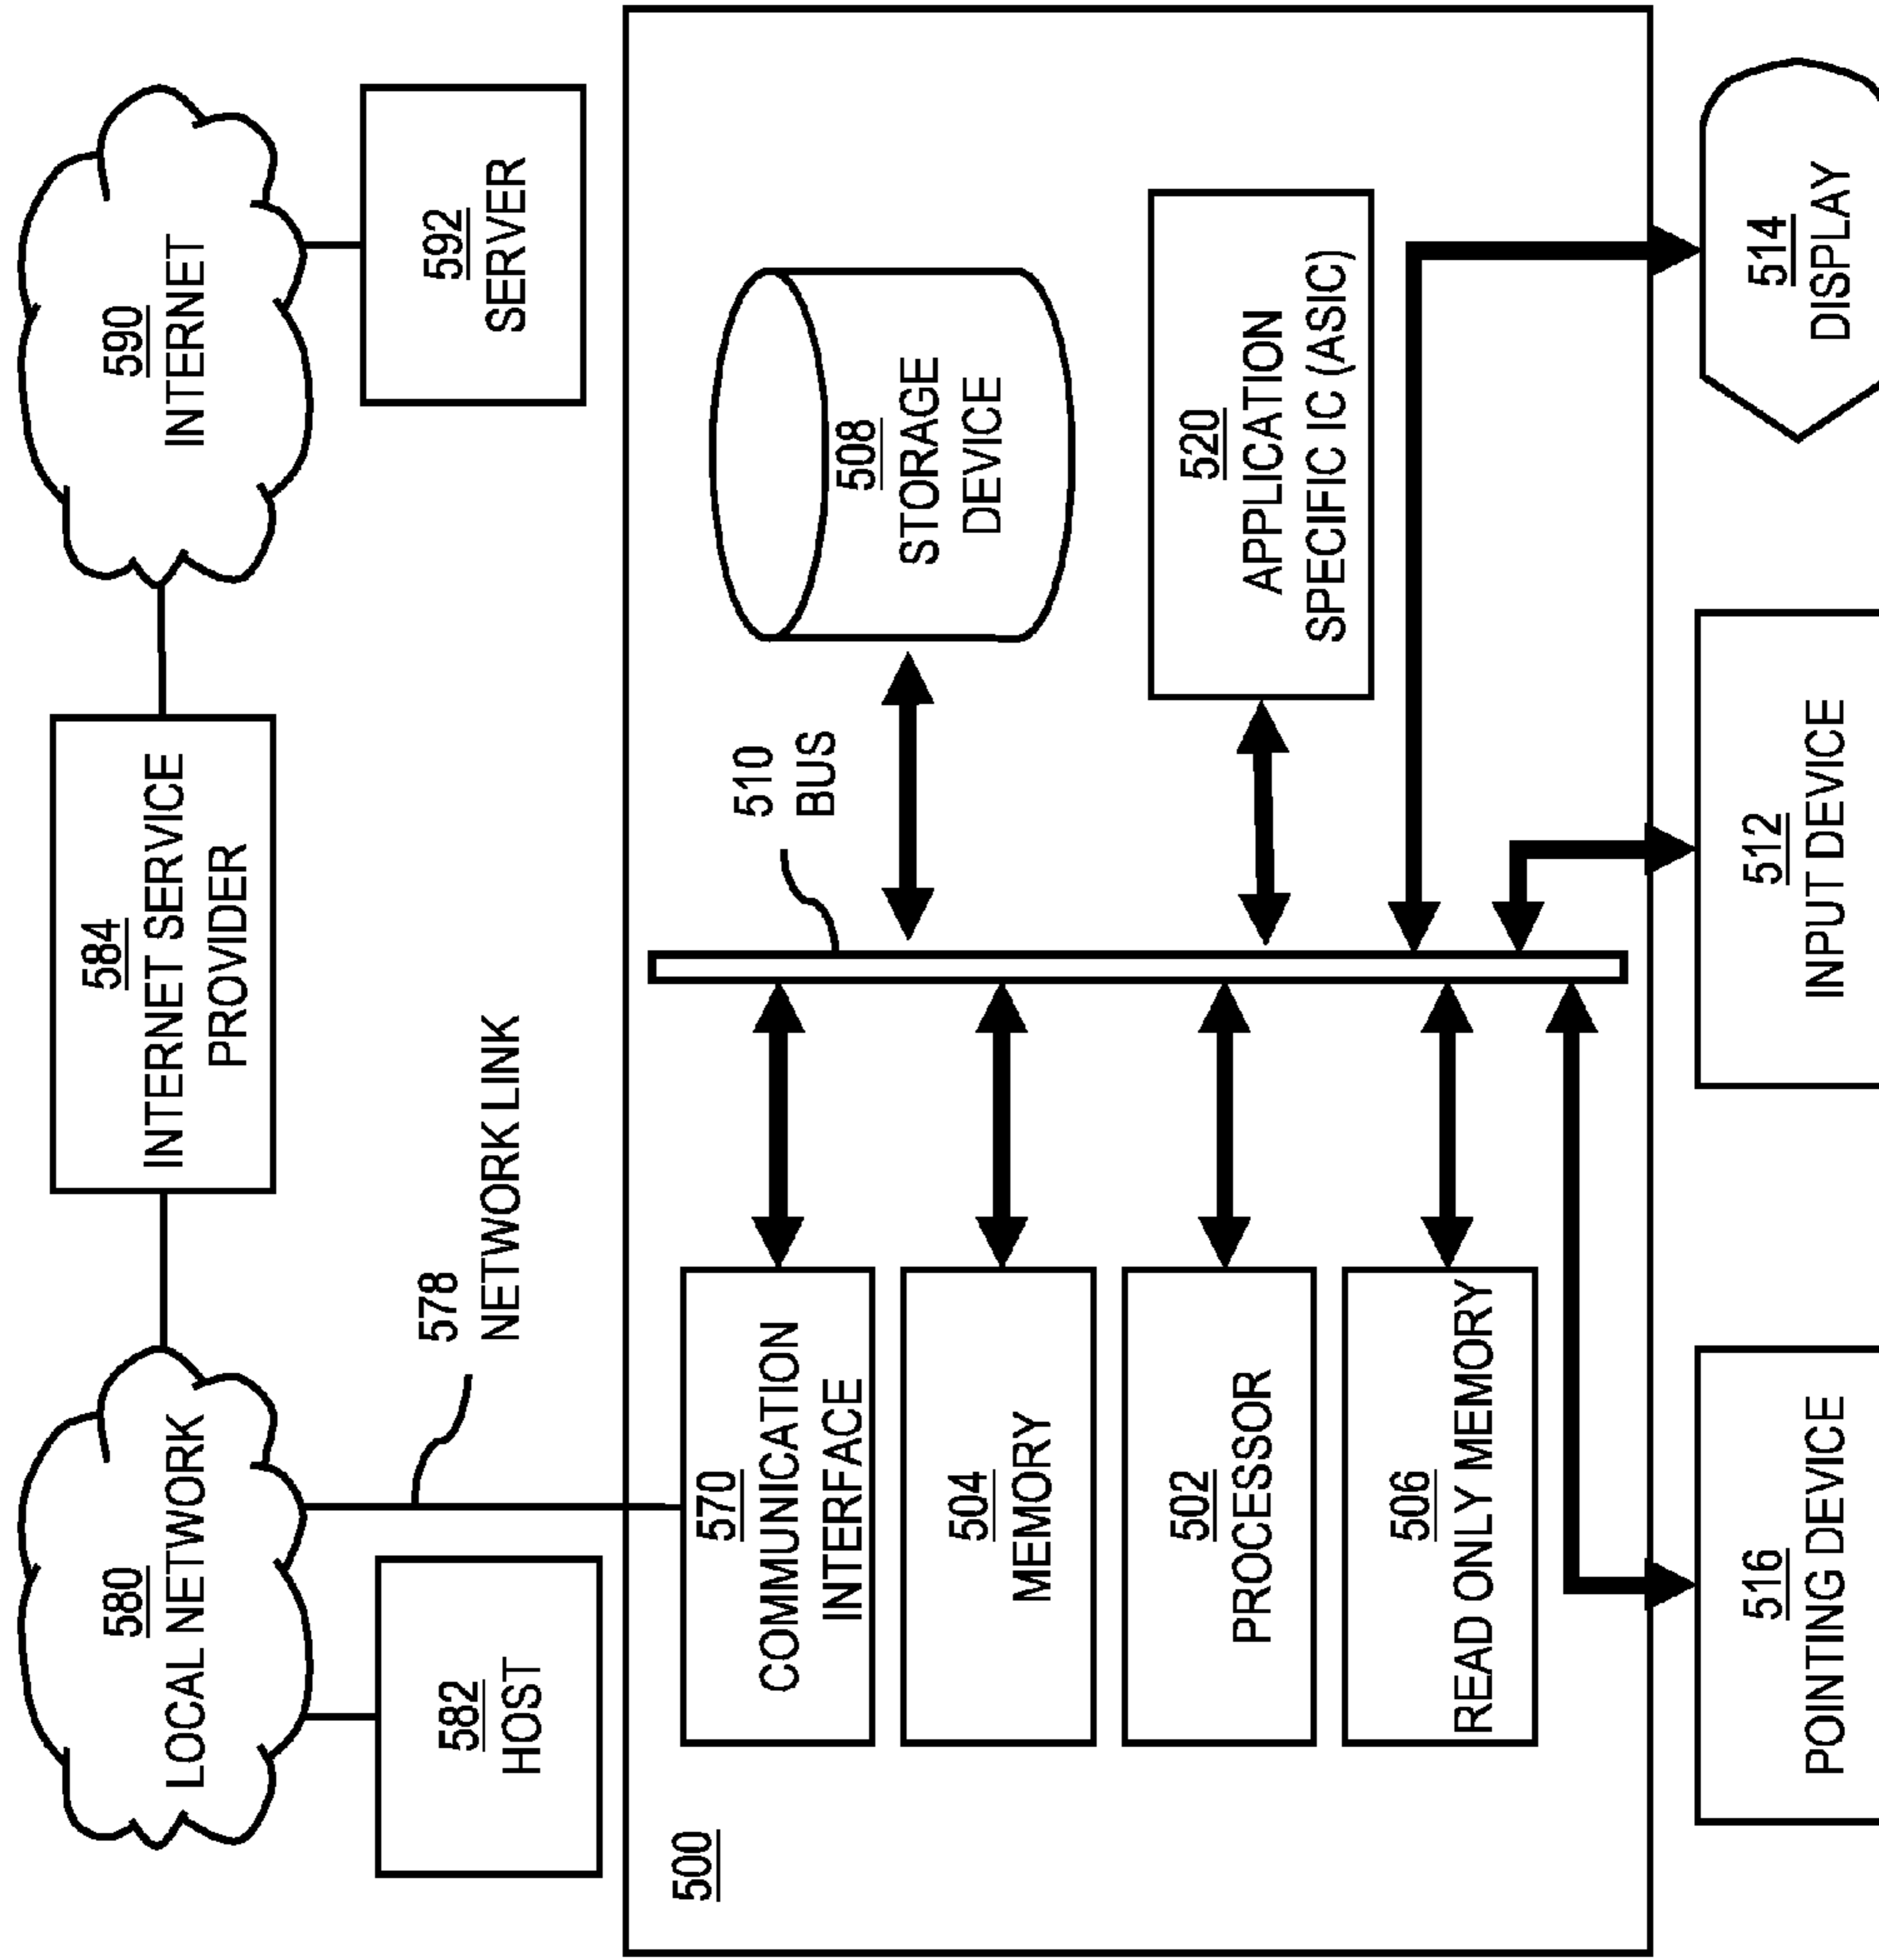 580
LOCAL NETWORK
584
INTERNET SERVICE
PROVIDER
590
INTERNET
582
HOST
578
NETWORK LINK
592
SERVER
500
570
COMMUNICATION
INTERFACE
504
MEMORY
502
PROCESSOR
506
READ ONLY MEMORY
510
BUS
508
STORAGE
DEVICE
520
APPLICATION
SPECIFIC IC (ASIC)
516
POINTING DEVICE
512
INPUT DEVICE
514
DISPLAY